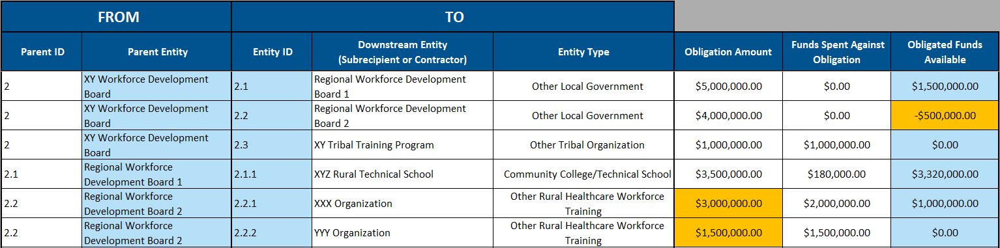 FROM TO
Parent ID Parent Entity Entity ID Downstream Entity (Subrecipient or Contractor) Entity Type Obligation Amount Funds Spent Against Obligation Obligated Funds Available
2 XY Workforce Development Board 2.1 Regional Workforce Development Board 1 Other Local Government $5,000,000.00 $0.00 $1,500,000.00
2 XY Workforce Development Board 2.2 Regional Workforce Development Board 2 Other Local Government $4,000,000.00 $0.00 -$500,000.00
2 XY Workforce Development Board 2.3 XY Tribal Training Program Other Tribal Organization $1,000,000.00 $1,000,000.00 $0.00
2.1 Regional Workforce Development Board 1 2.1.1 XYZ Rural Technical School Community College/Technical School $3,500,000.00 $180,000.00 $3,320,000.00
2.2 Regional Workforce Development Board 2 2.2.1 XXX Organization Other Rural Healthcare Workforce Training $3,000,000.00 $2,000,000.00 $1,000,000.00
2.2 Regional Workforce Development Board 2 2.2.2 YYY Organization Other Rural Healthcare Workforce Training $1,500,000.00 $1,500,000.00 $0.00